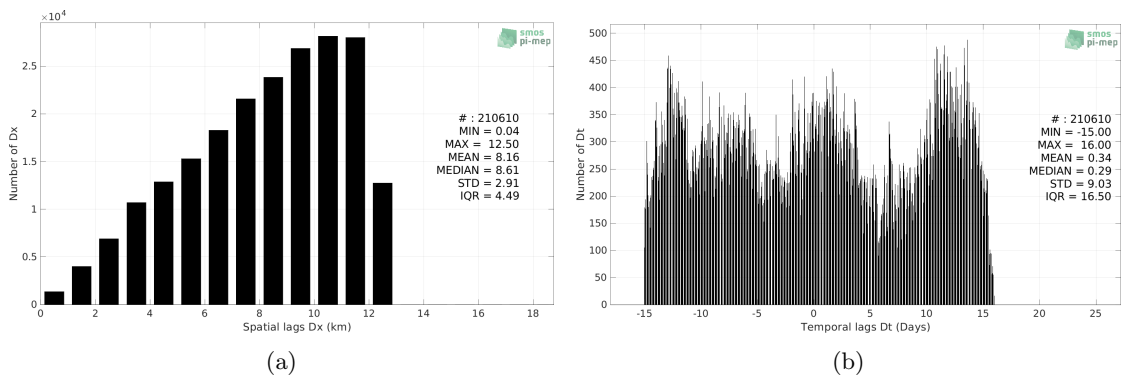 ×10⁴
2.5
2
1.5
1
0.5
0
Number of Dx
smos
pi-mep
# : 210610
MIN = 0.04
MAX = 12.50
MEAN = 8.16
MEDIAN = 8.61
STD = 2.91
IQR = 4.49
0 2 4 6 8 10 12 14 16 18
Spatial lags Dx (km)
(a)
500
450
400
350
300
250
200
150
100
50
0
Number of Dt
smos
pi-mep
# : 210610
MIN = -15.00
MAX = 16.00
MEAN = 0.34
MEDIAN = 0.29
STD = 9.03
IQR = 16.50
-15 -10 -5 0 5 10 15 20 25
Temporal lags Dt (Days)
(b)